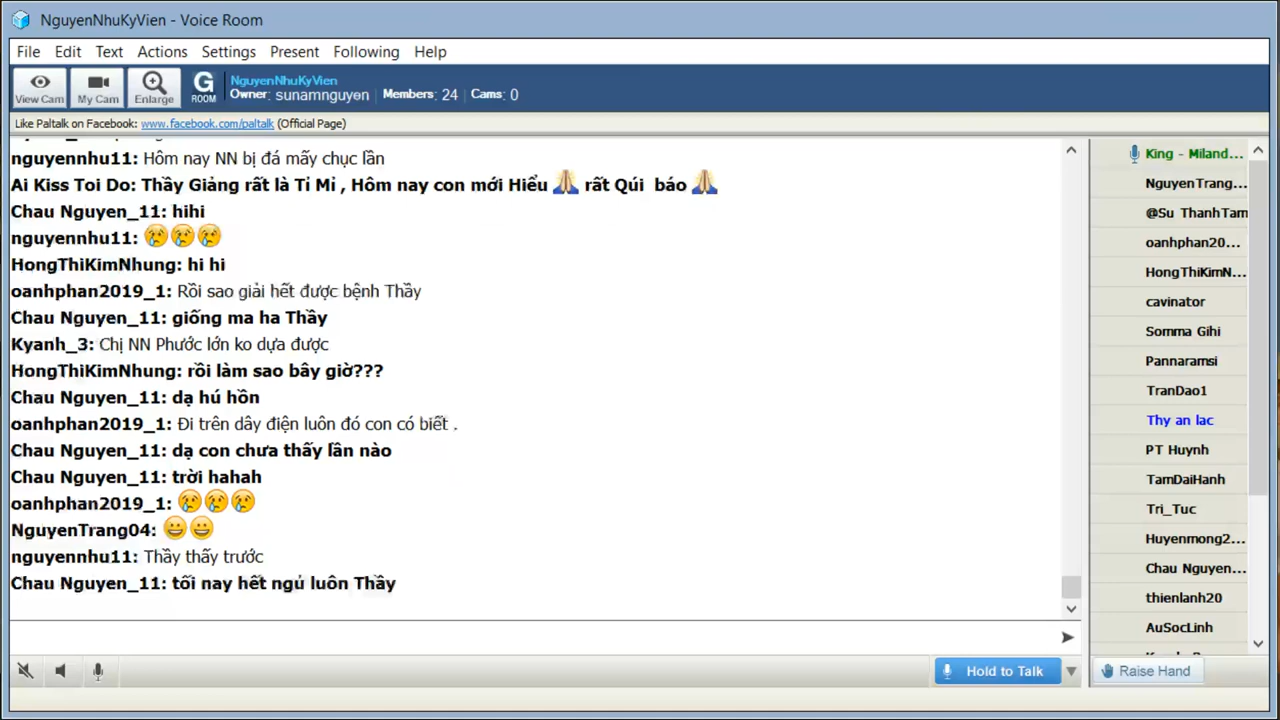 NguyenNhuKyVien - Voice Room
File Edit Text Actions Settings Present Following Help
View Cam My Cam Enlarge G ROOM
NguyenNhuKyVien
Owner: sunamnguyen Members: 24 Cams: 0
Like Paltalk on Facebook: www.facebook.com/paltalk (Official Page)
nguyennhu11: Hôm nay NN bị đá mấy chục lần
Ai Kiss Toi Do: Thầy Giảng rất là Tỉ Mỉ , Hôm nay con mới Hiểu 🙏 rất Qúi báo 🙏
Chau Nguyen_11: hihi
nguyennhu11: 😢😢😢
HongThiKimNhung: hi hi
oanhphan2019_1: Rồi sao giải hết được bệnh Thầy
Chau Nguyen_11: giống ma ha Thầy
Kyanh_3: Chị NN Phước lớn ko dựa được
HongThiKimNhung: rồi làm sao bây giờ???
Chau Nguyen_11: dạ hú hồn
oanhphan2019_1: Đi trên dây điện luôn đó con có biết .
Chau Nguyen_11: dạ con chưa thấy lần nào
Chau Nguyen_11: trời hahah
oanhphan2019_1: 😢😢😢
NguyenTrang04: 😀😀
nguyennhu11: Thầy thấy trước
Chau Nguyen_11: tối nay hết ngủ luôn Thầy
King - Miland...
NguyenTrang...
@Su ThanhTam
oanhphan20...
HongThiKimN...
cavinator
Somma Gihi
Pannaramsi
TranDao1
Thy an lac
PT Huynh
TamDaiHanh
Tri_Tuc
Huyenmong2...
Chau Nguyen...
thienlanh20
AuSocLinh
Hold to Talk
Raise Hand